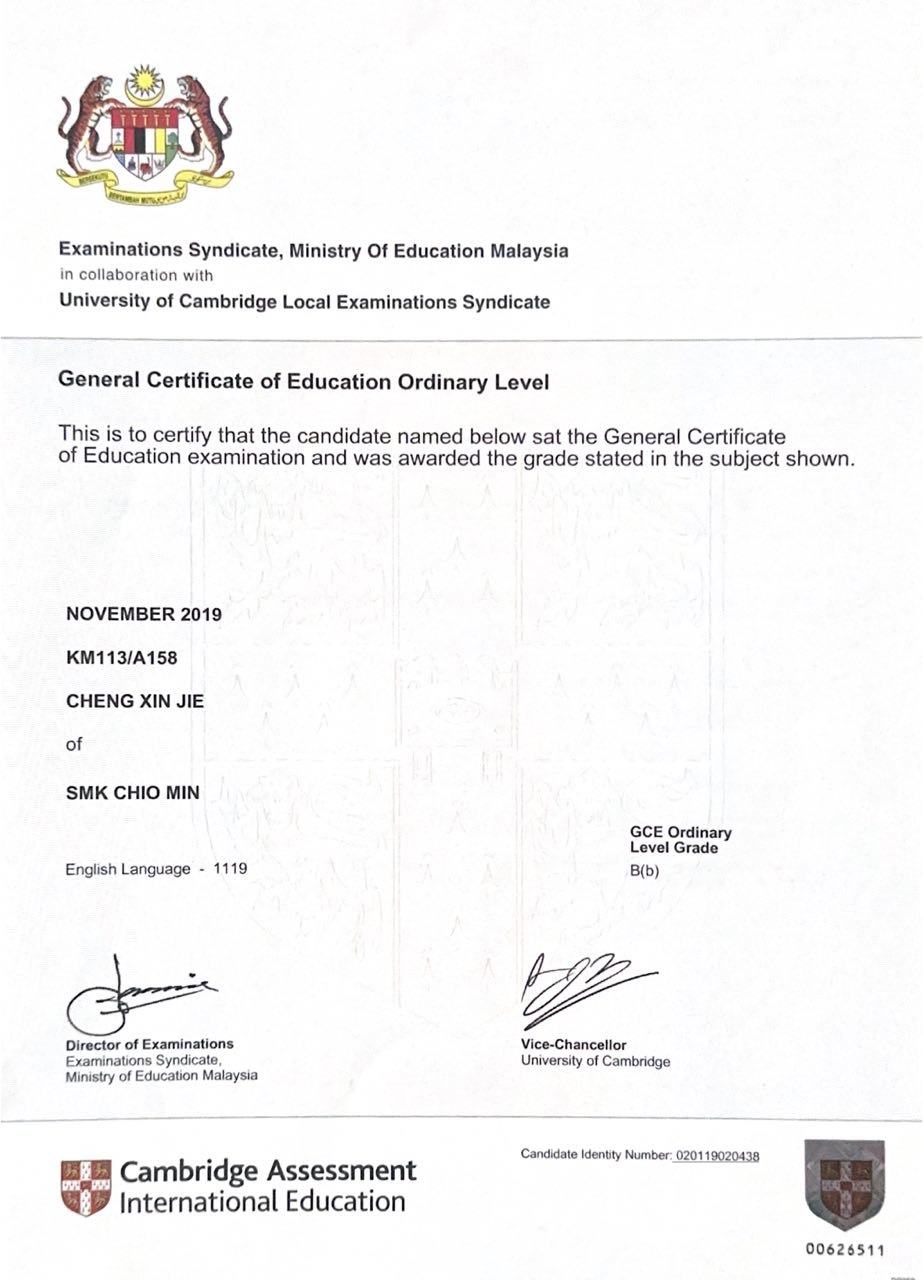 BERSEKUTU
BERTAMBAH MUTU
Examinations Syndicate, Ministry Of Education Malaysia
in collaboration with
University of Cambridge Local Examinations Syndicate
General Certificate of Education Ordinary Level
This is to certify that the candidate named below sat the General Certificate
of Education examination and was awarded the grade stated in the subject shown.
NOVEMBER 2019
KM113/A158
CHENG XIN JIE
of
SMK CHIO MIN
GCE Ordinary
Level Grade
English Language - 1119 B(b)
Director of Examinations
Examinations Syndicate,
Ministry of Education Malaysia
Vice-Chancellor
University of Cambridge
Cambridge Assessment
International Education
Candidate Identity Number: 020119020438
00626511